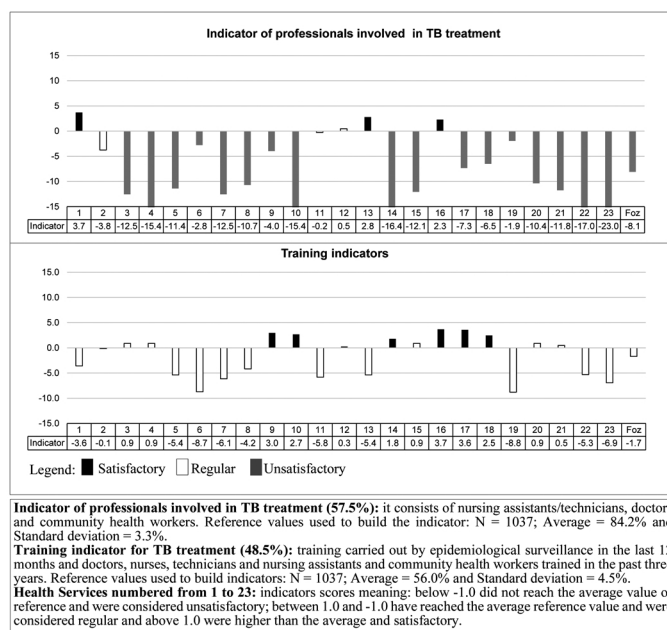 Indicator of professionals involved in TB treatment
15
10
5
0
-5
-10
-15
1 2 3 4 5 6 7 8 9 10 11 12 13 14 15 16 17 18 19 20 21 22 23 Foz
Indicator 3.7 -3.8 -12.5 -15.4 -11.4 -2.8 -12.5 -10.7 -4.0 -15.4 -0.2 0.5 2.8 -16.4 -12.1 2.3 -7.3 -6.5 -1.9 -10.4 -11.8 -17.0 -23.0 -8.1
Training indicators
15.0
10.0
5.0
0.0
-5.0
-10.0
-15.0
1 2 3 4 5 6 7 8 9 10 11 12 13 14 15 16 17 18 19 20 21 22 23 Foz
Indicator -3.6 -0.1 0.9 0.9 -5.4 -8.7 -6.1 -4.2 3.0 2.7 -5.8 0.3 -5.4 1.8 0.9 3.7 3.6 2.5 -8.8 0.9 0.5 -5.3 -6.9 -1.7
Legend: Satisfactory Regular Unsatisfactory
Indicator of professionals involved in TB treatment (57.5%): it consists of nursing assistants/technicians, doctor
and community health workers. Reference values used to build the indicator: N = 1037; Average = 84.2% and
Standard deviation = 3.3%.
Training indicator for TB treatment (48.5%): training carried out by epidemiological surveillance in the last 12
months and doctors, nurses, technicians and nursing assistants and community health workers trained in the past three
years. Reference values used to build indicators: N = 1037; Average = 56.0% and Standard deviation = 4.5%.
Health Services numbered from 1 to 23: indicators scores meaning: below -1.0 did not reach the average value of
reference and were considered unsatisfactory; between 1.0 and -1.0 have reached the average reference value and were
considered regular and above 1.0 were higher than the average and satisfactory.